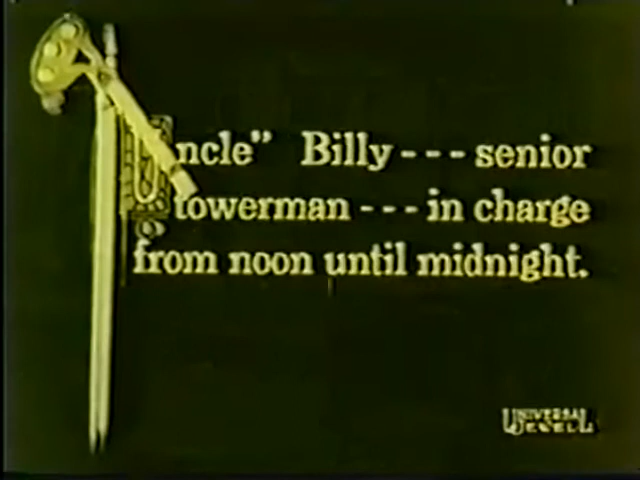 Uncle" Billy --- senior
towerman --- in charge
from noon until midnight.
UNIVERSAL
JEWEL